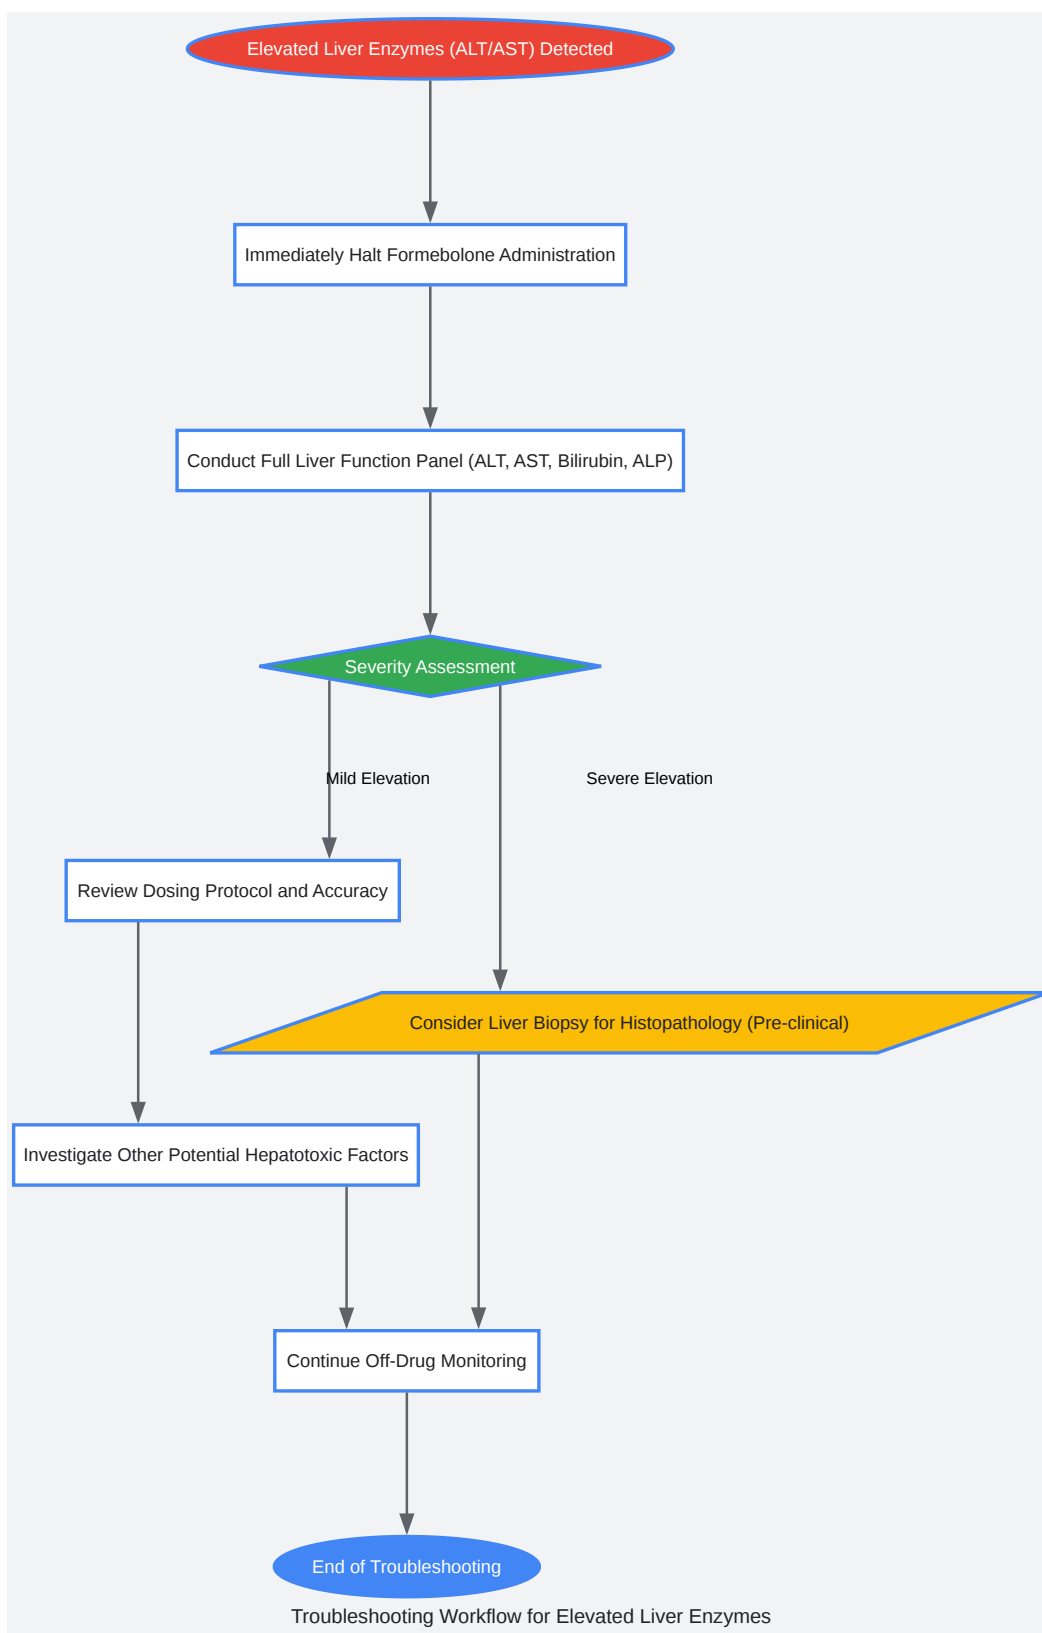 Elevated Liver Enzymes (ALT/AST) Detected
Immediately Halt Formebolone Administration
Conduct Full Liver Function Panel (ALT, AST, Bilirubin, ALP)
Severity Assessment
Mild Elevation
Severe Elevation
Review Dosing Protocol and Accuracy
Consider Liver Biopsy for Histopathology (Pre-clinical)
Investigate Other Potential Hepatotoxic Factors
Continue Off-Drug Monitoring
End of Troubleshooting
Troubleshooting Workflow for Elevated Liver Enzymes